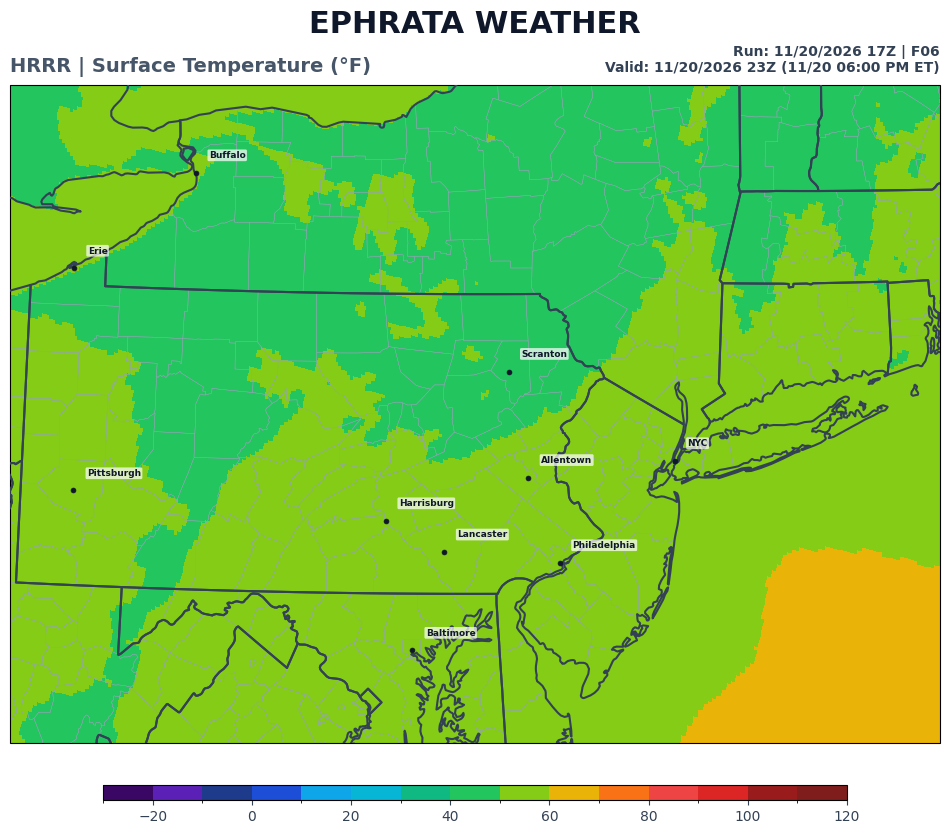 EPHRATA WEATHER
HRRR | Surface Temperature (°F)
Run: 11/20/2026 17Z | F06
Valid: 11/20/2026 23Z (11/20 06:00 PM ET)
Buffalo
Erie
Scranton
NYC
Allentown
Pittsburgh
Harrisburg
Lancaster
Philadelphia
Baltimore
−20 0 20 40 60 80 100 120